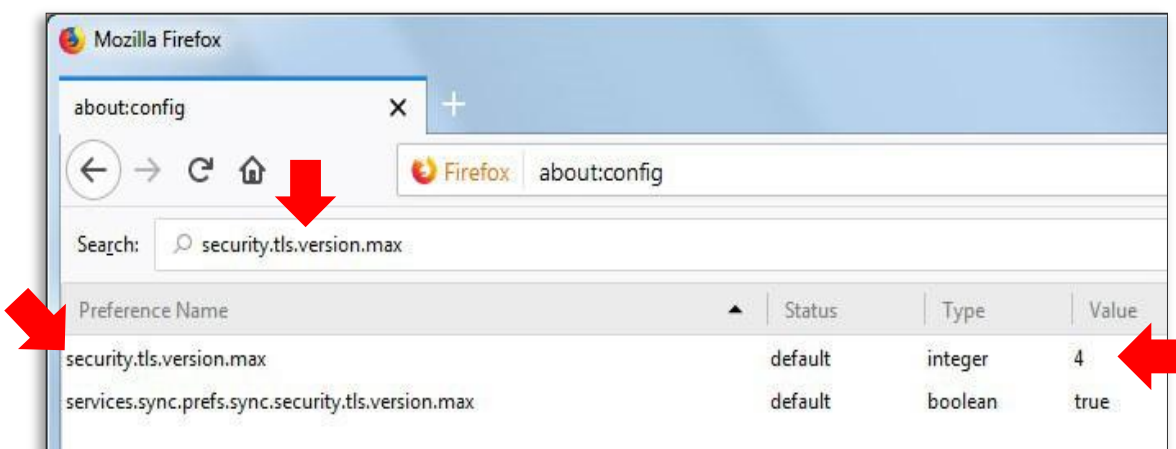 Mozilla Firefox
about:config
Firefox about:config
Search: security.tls.version.max
Preference Name Status Type Value
security.tls.version.max default integer 4
services.sync.prefs.sync.security.tls.version.max default boolean true